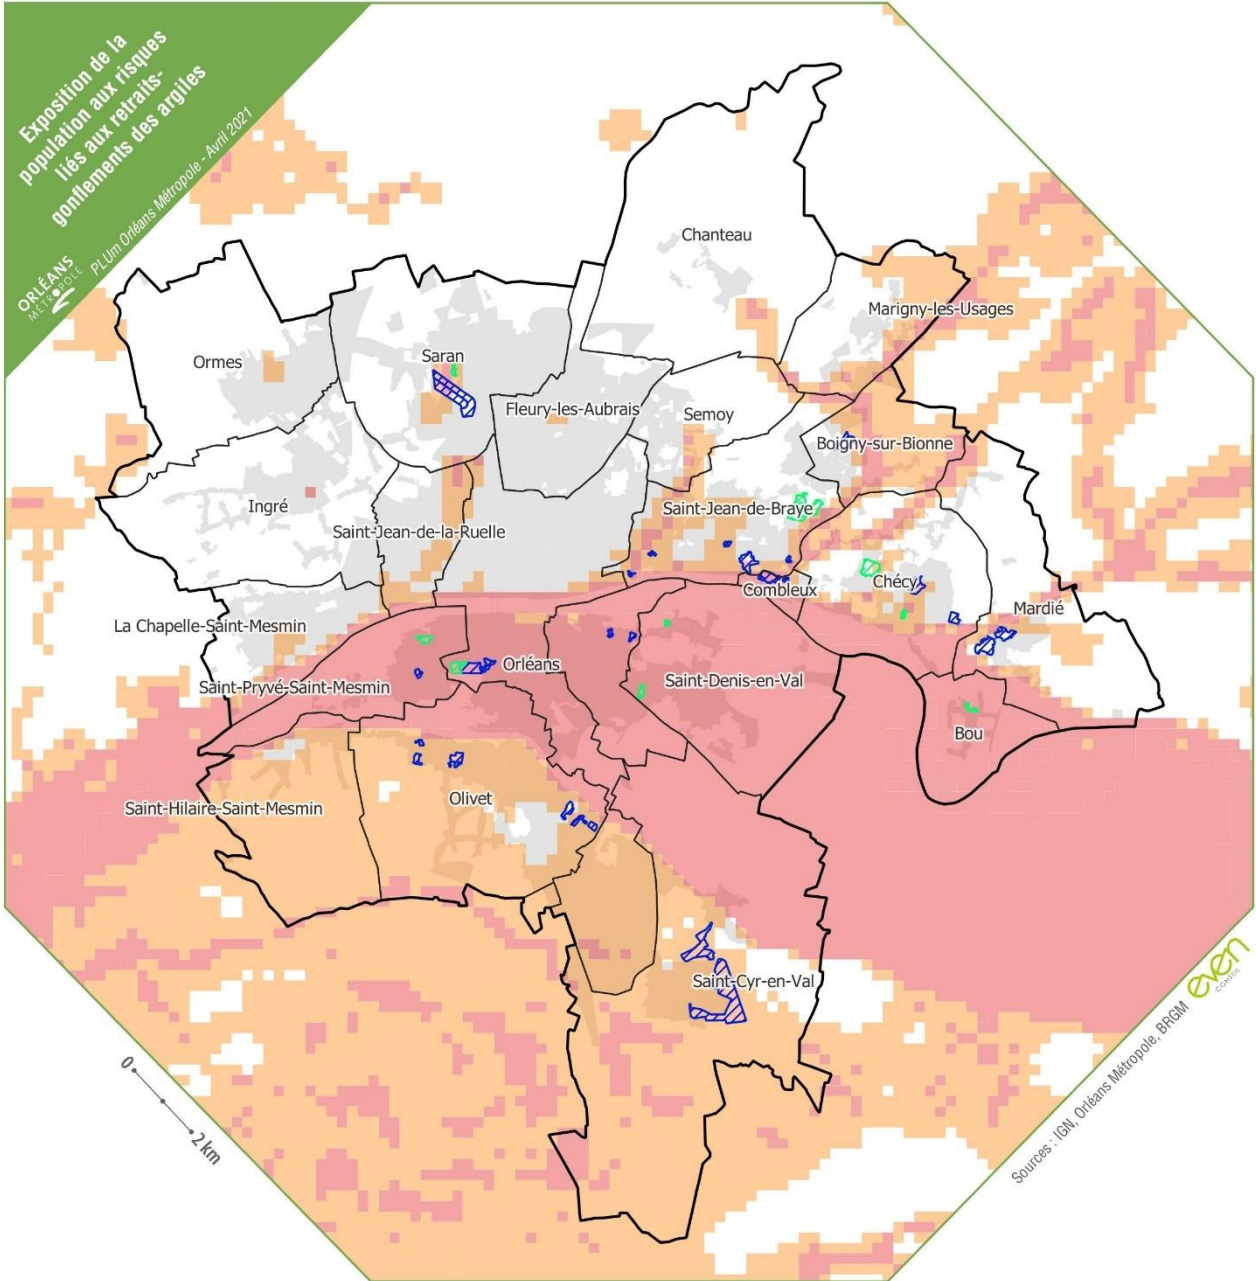 Exposition de la
population aux risques
liés aux retraits-
gonflements des argiles
PLUm Orléans Métropole - Avril 2021
ORLÉANS
MÉTROPOLE
Chanteau
Marigny-les-Usages
Ormes
Saran
Fleury-les-Aubrais
Semoy
Boigny-sur-Bionne
Ingré
Saint-Jean-de-la-Ruelle
Saint-Jean-de-Braye
Combleux
Chécy
Mardié
La Chapelle-Saint-Mesmin
Orléans
Saint-Pryvé-Saint-Mesmin
Saint-Denis-en-Val
Bou
Saint-Hilaire-Saint-Mesmin
Olivet
Saint-Cyr-en-Val
0
2 km
Sources : IGN, Orléans Métropole, BRGM
even
CONSEIL